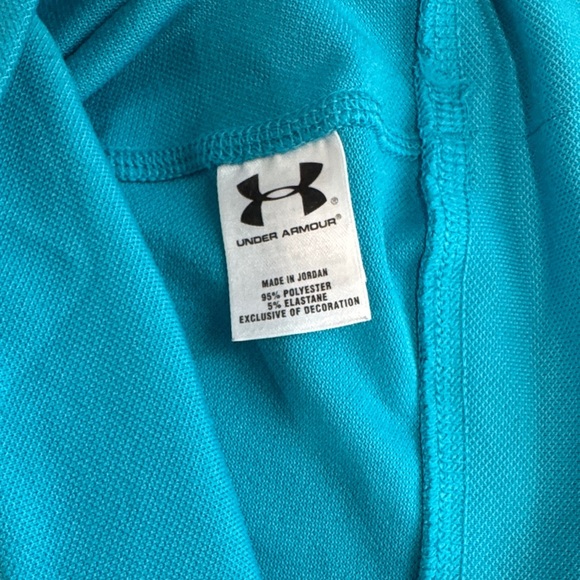 UNDER ARMOUR®
MADE IN JORDAN
95% POLYESTER
5% ELASTANE
EXCLUSIVE OF DECORATION